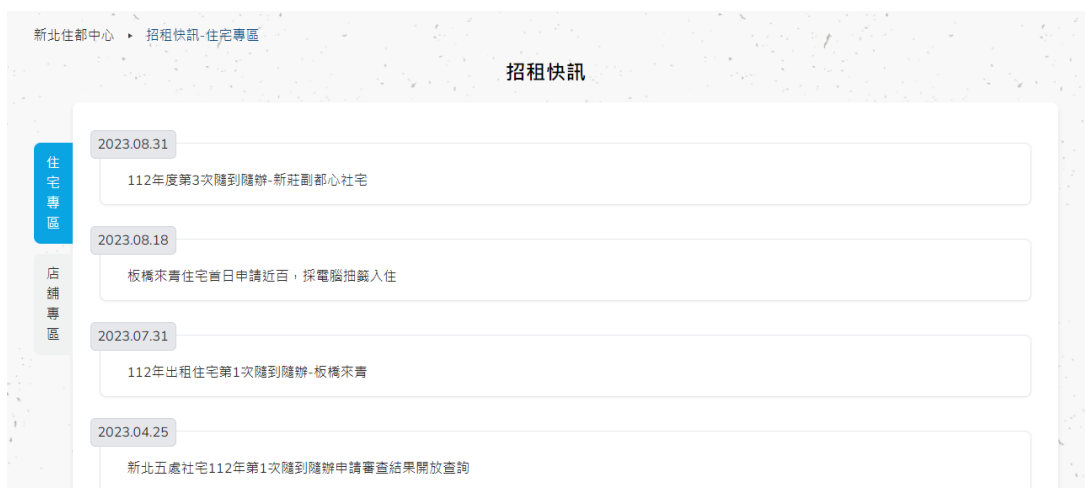 新北住都中心 ▸ 招租快訊-住宅專區
招租快訊
住宅專區
店舖專區
2023.08.31
112年度第3次隨到隨辦-新莊副都心社宅
2023.08.18
板橋來青住宅首日申請近百，採電腦抽籤入住
2023.07.31
112年出租住宅第1次隨到隨辦-板橋來青
2023.04.25
新北五處社宅112年第1次隨到隨辦申請審查結果開放查詢